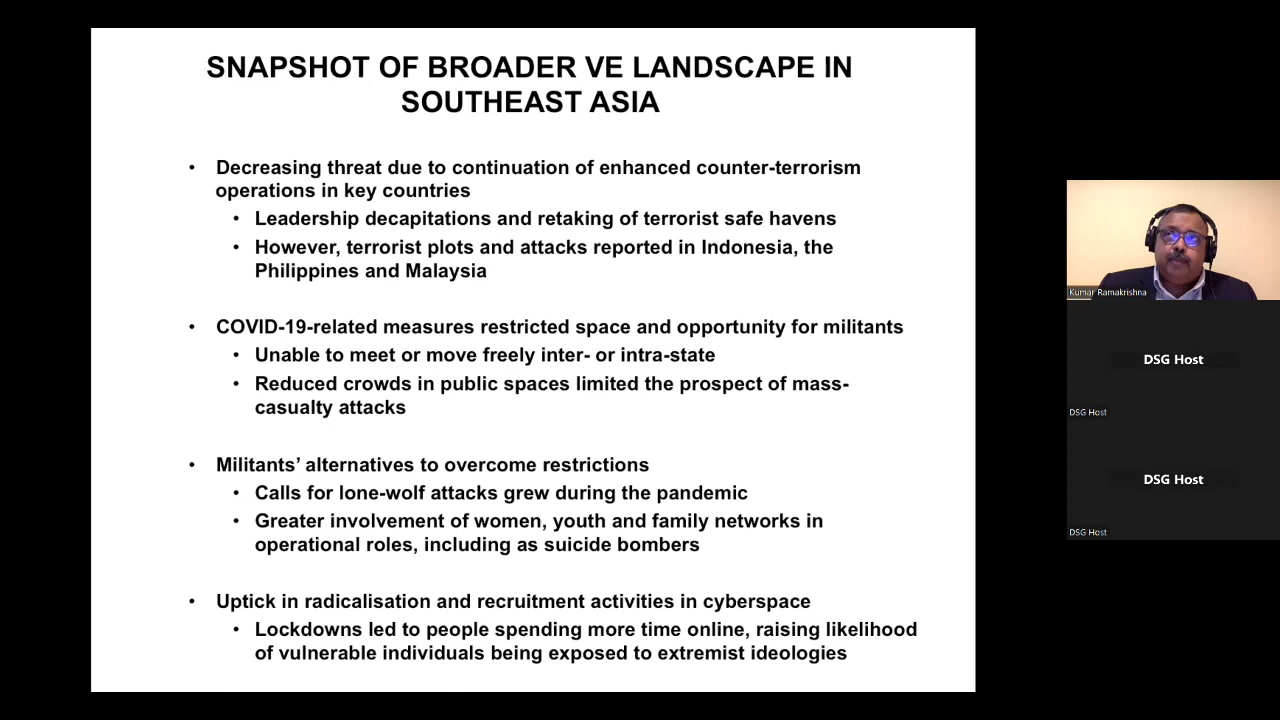 SNAPSHOT OF BROADER VE LANDSCAPE IN
SOUTHEAST ASIA
• Decreasing threat due to continuation of enhanced counter-terrorism
operations in key countries
• Leadership decapitations and retaking of terrorist safe havens
• However, terrorist plots and attacks reported in Indonesia, the
Philippines and Malaysia
• COVID-19-related measures restricted space and opportunity for militants
• Unable to meet or move freely inter- or intra-state
• Reduced crowds in public spaces limited the prospect of mass-
casualty attacks
• Militants’ alternatives to overcome restrictions
• Calls for lone-wolf attacks grew during the pandemic
• Greater involvement of women, youth and family networks in
operational roles, including as suicide bombers
• Uptick in radicalisation and recruitment activities in cyberspace
• Lockdowns led to people spending more time online, raising likelihood
of vulnerable individuals being exposed to extremist ideologies
Kumar Ramakrishna
DSG Host
DSG Host
DSG Host
DSG Host